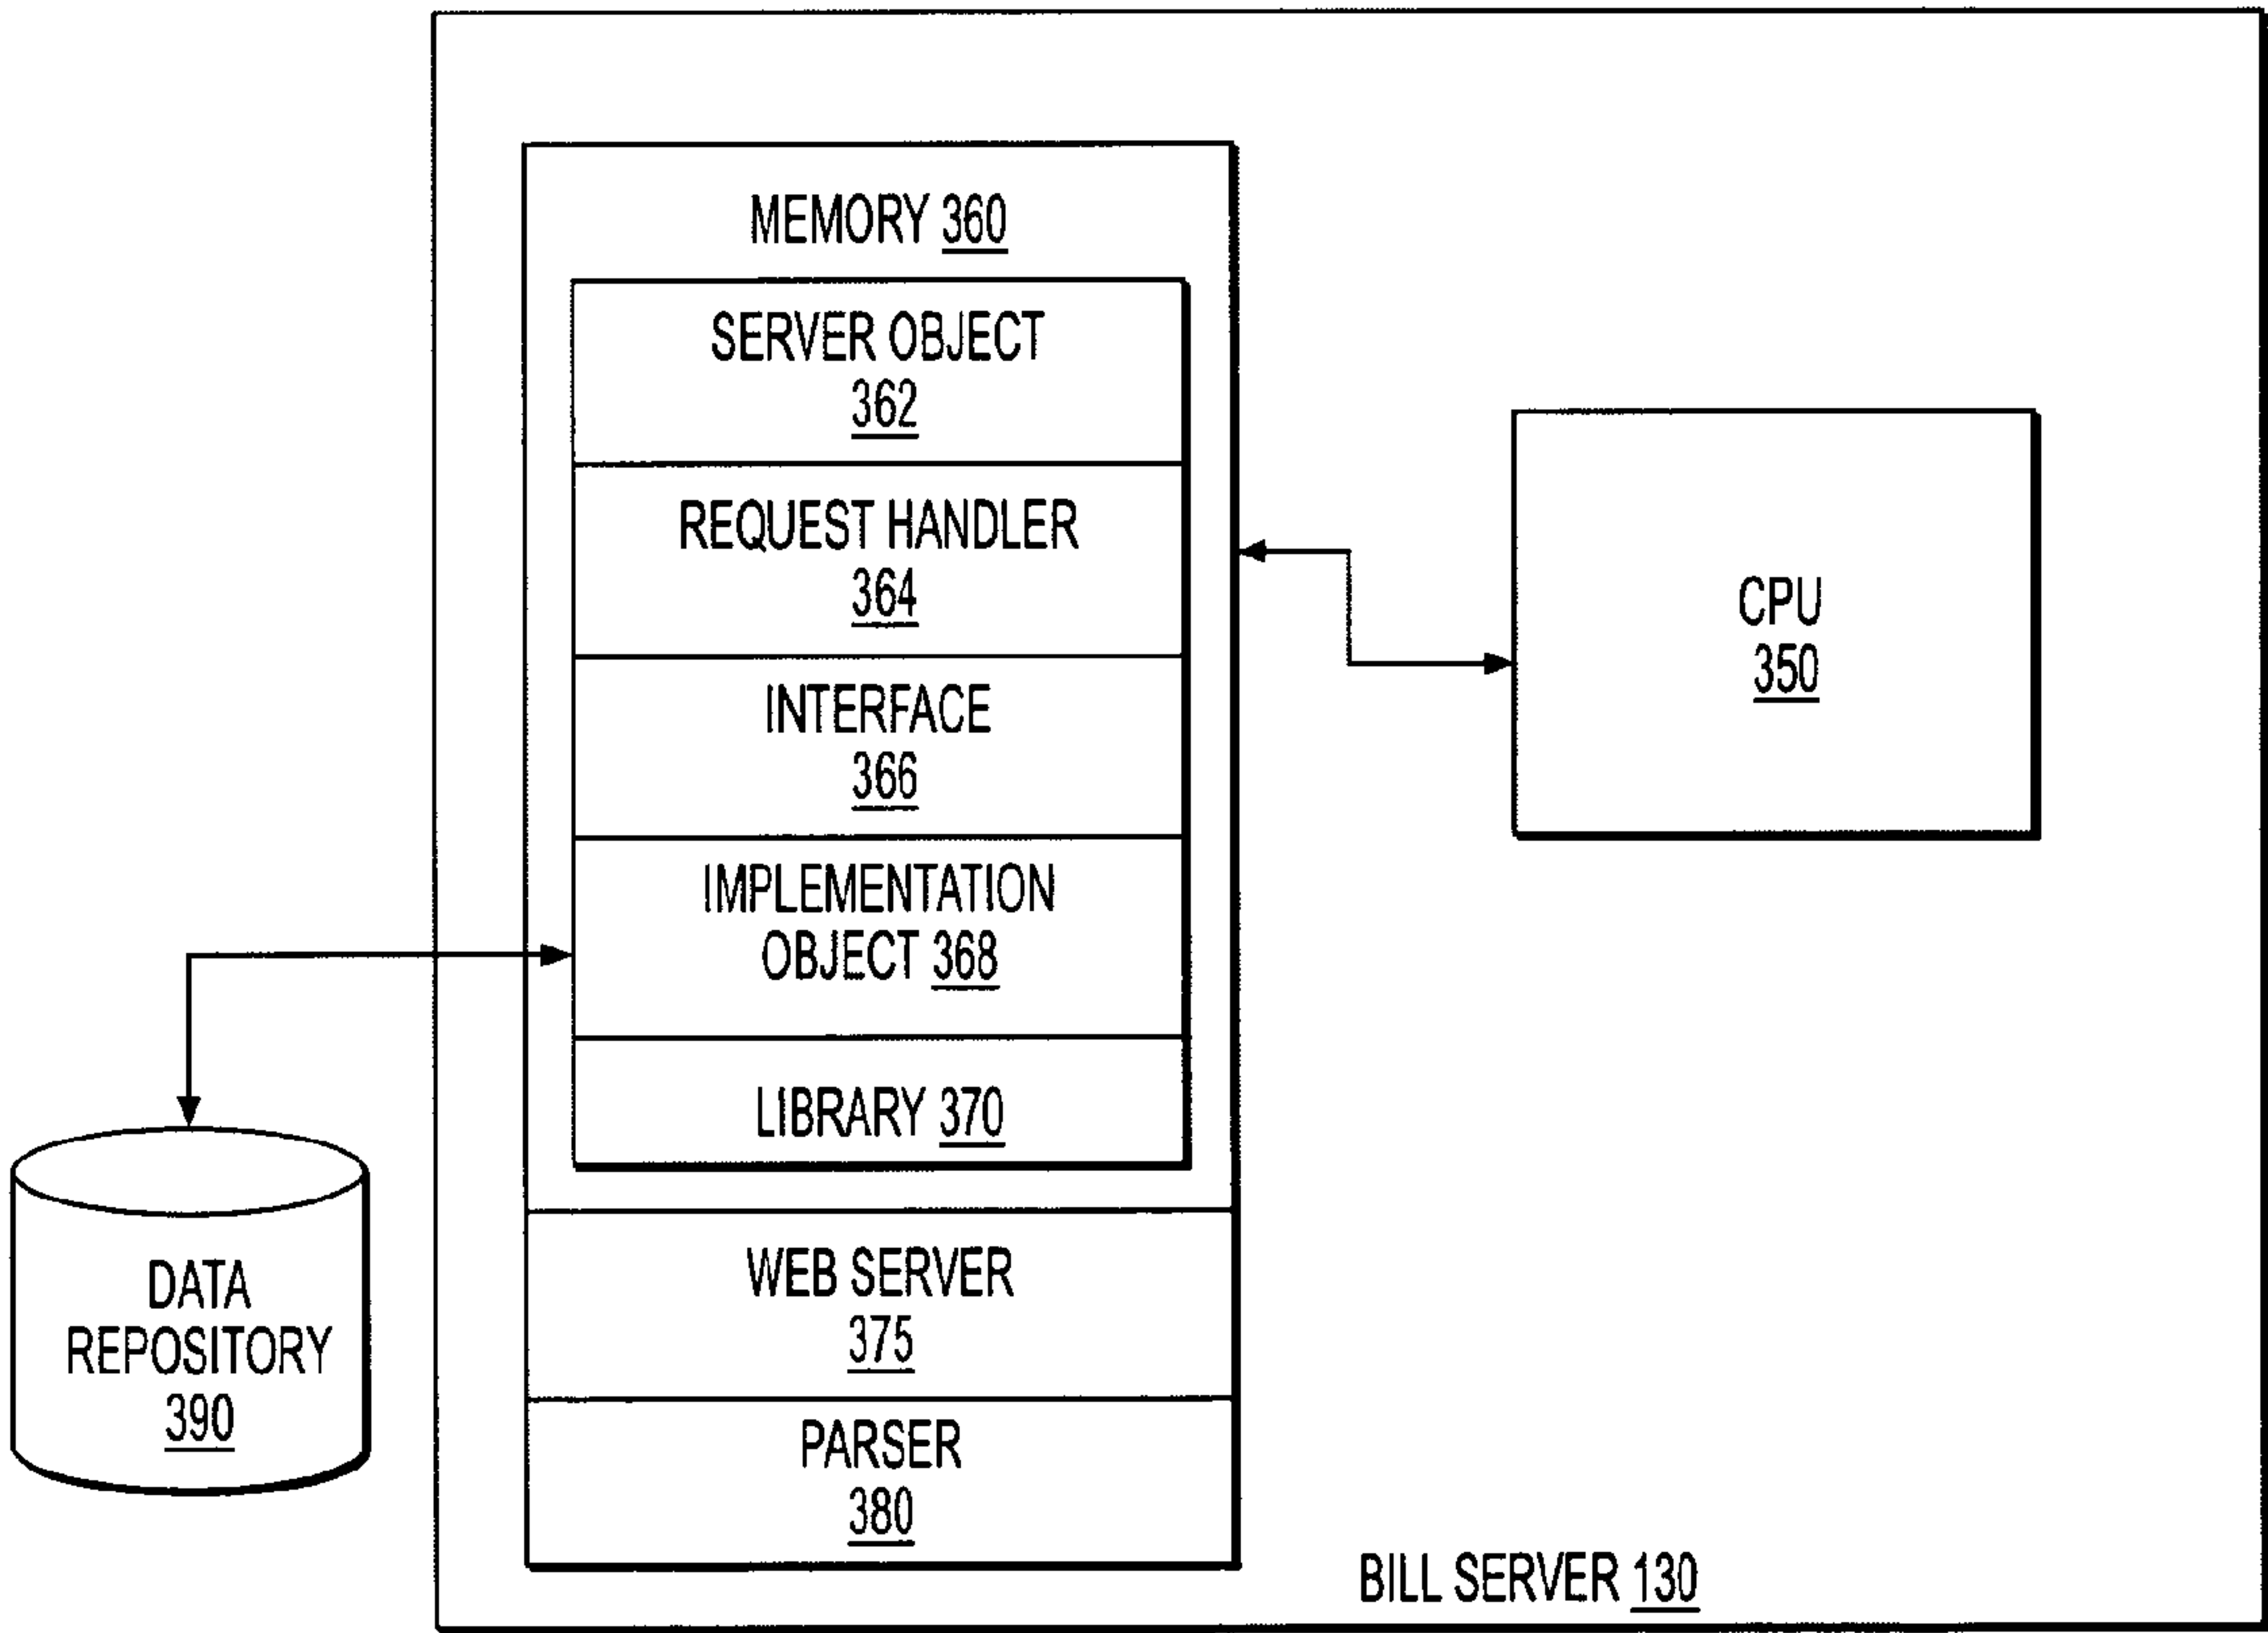 MEMORY 360
SERVER OBJECT
362
REQUEST HANDLER
364
INTERFACE
366
IMPLEMENTATION
OBJECT 368
LIBRARY 370
WEB SERVER
375
PARSER
380
CPU
350
DATA
REPOSITORY
390
BILL SERVER 130